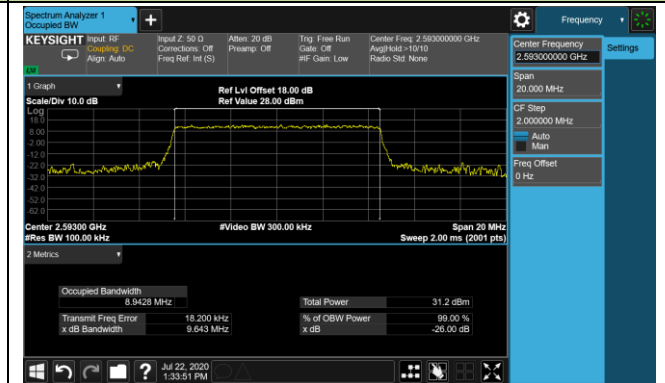 Spectrum Analyzer 1
Occupied BW
+
Frequency
KEYSIGHT
Input: RF
Coupling: DC
Align: Auto
Input Z: 50 Ω
Corrections: Off
Freq Ref: Int (S)
Atten: 20 dB
Preamp: Off
Trig: Free Run
Gate: Off
#IF Gain: Low
Center Freq: 2.593000000 GHz
Avg|Hold:>10/10
Radio Std: None
Center Frequency
2.593000000 GHz
Settings
Span
20.000 MHz
CF Step
2.000000 MHz
Auto
Man
Freq Offset
0 Hz
1 Graph
Scale/Div 10.0 dB
Ref Lvl Offset 18.00 dB
Ref Value 28.00 dBm
Log
18.0
8.00
-2.00
-12.0
-22.0
-32.0
-42.0
-52.0
-62.0
Center 2.59300 GHz
#Res BW 100.00 kHz
#Video BW 300.00 kHz
Span 20 MHz
Sweep 2.00 ms (2001 pts)
2 Metrics
Occupied Bandwidth
8.9428 MHz
Total Power 31.2 dBm
Transmit Freq Error 18.200 kHz
% of OBW Power 99.00 %
x dB Bandwidth 9.643 MHz
x dB -26.00 dB
?
Jul 22, 2020
1:33:51 PM